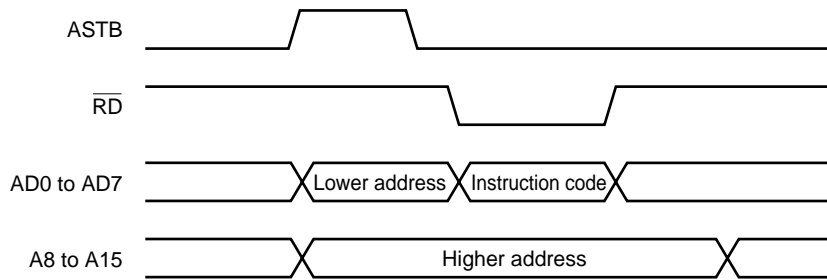 ASTB
RD
AD0 to AD7
Lower address
Instruction code
A8 to A15
Higher address